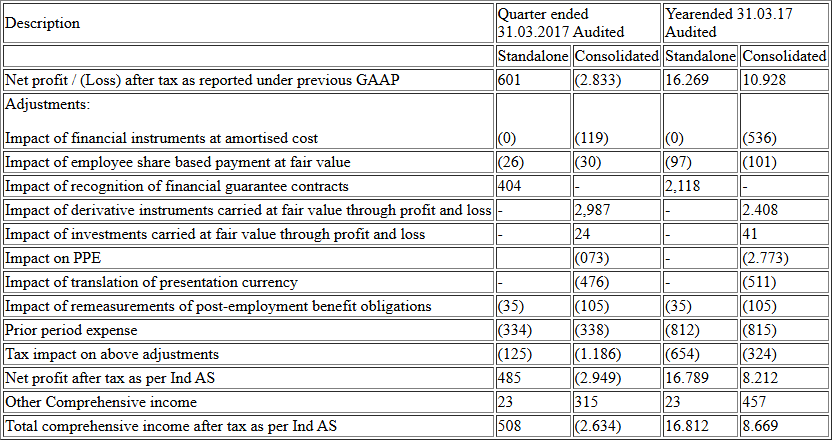 Description Quarter ended Yearended 31.03.17
31.03.2017 Audited Audited
Standalone Consolidated Standalone Consolidated
Net profit / (Loss) after tax as reported under previous GAAP 601 (2.833) 16.269 10.928
Adjustments:
Impact of financial instruments at amortised cost (0) (119) (0) (536)
Impact of employee share based payment at fair value (26) (30) (97) (101)
Impact of recognition of financial guarantee contracts 404 - 2,118 -
Impact of derivative instruments carried at fair value through profit and loss - 2,987 - 2.408
Impact of investments carried at fair value through profit and loss - 24 - 41
Impact on PPE (073) - (2.773)
Impact of translation of presentation currency - (476) - (511)
Impact of remeasurements of post-employment benefit obligations (35) (105) (35) (105)
Prior period expense (334) (338) (812) (815)
Tax impact on above adjustments (125) (1.186) (654) (324)
Net profit after tax as per Ind AS 485 (2.949) 16.789 8.212
Other Comprehensive income 23 315 23 457
Total comprehensive income after tax as per Ind AS 508 (2.634) 16.812 8.669